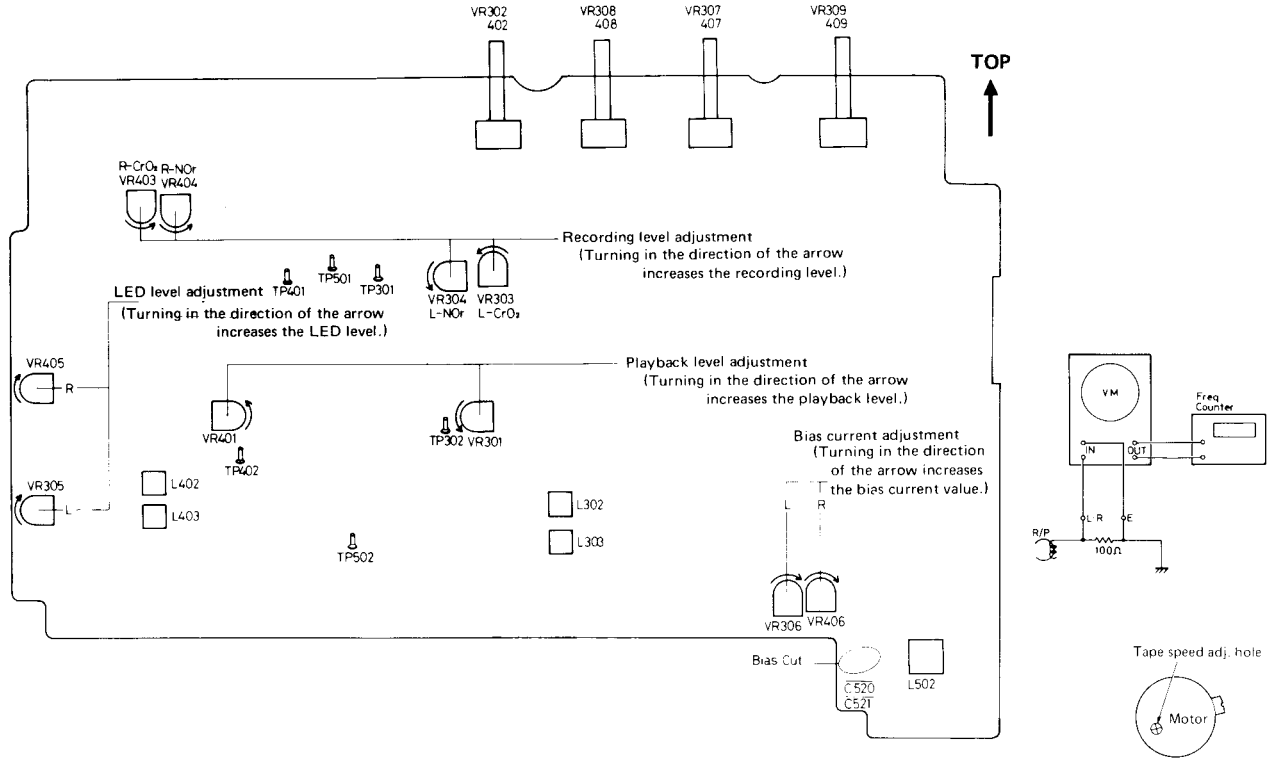 VR302
402
VR308
408
VR307
407
VR309
409
TOP
R-CrO₂
VR403
R-NOr
VR404
Recording level adjustment
(Turning in the direction of the arrow
increases the recording level.)
TP401
TP501
TP301
VR304
L-NOr
VR303
L-CrO₂
LED level adjustment
(Turning in the direction of the arrow
increases the LED level.)
VR405
R
Playback level adjustment
(Turning in the direction of the arrow
increases the playback level.)
VR401
TP402
TP302
VR301
Bias current adjustment
(Turning in the direction
of the arrow increases
the bias current value.)
L
R
VR305
L
L402
L403
L302
L303
TP502
VR306
VR406
Bias Cut
C520
C521
L502
VM
IN
OUT
Freq
Counter
L·R
E
R/P
100Ω
Tape speed adj. hole
Motor